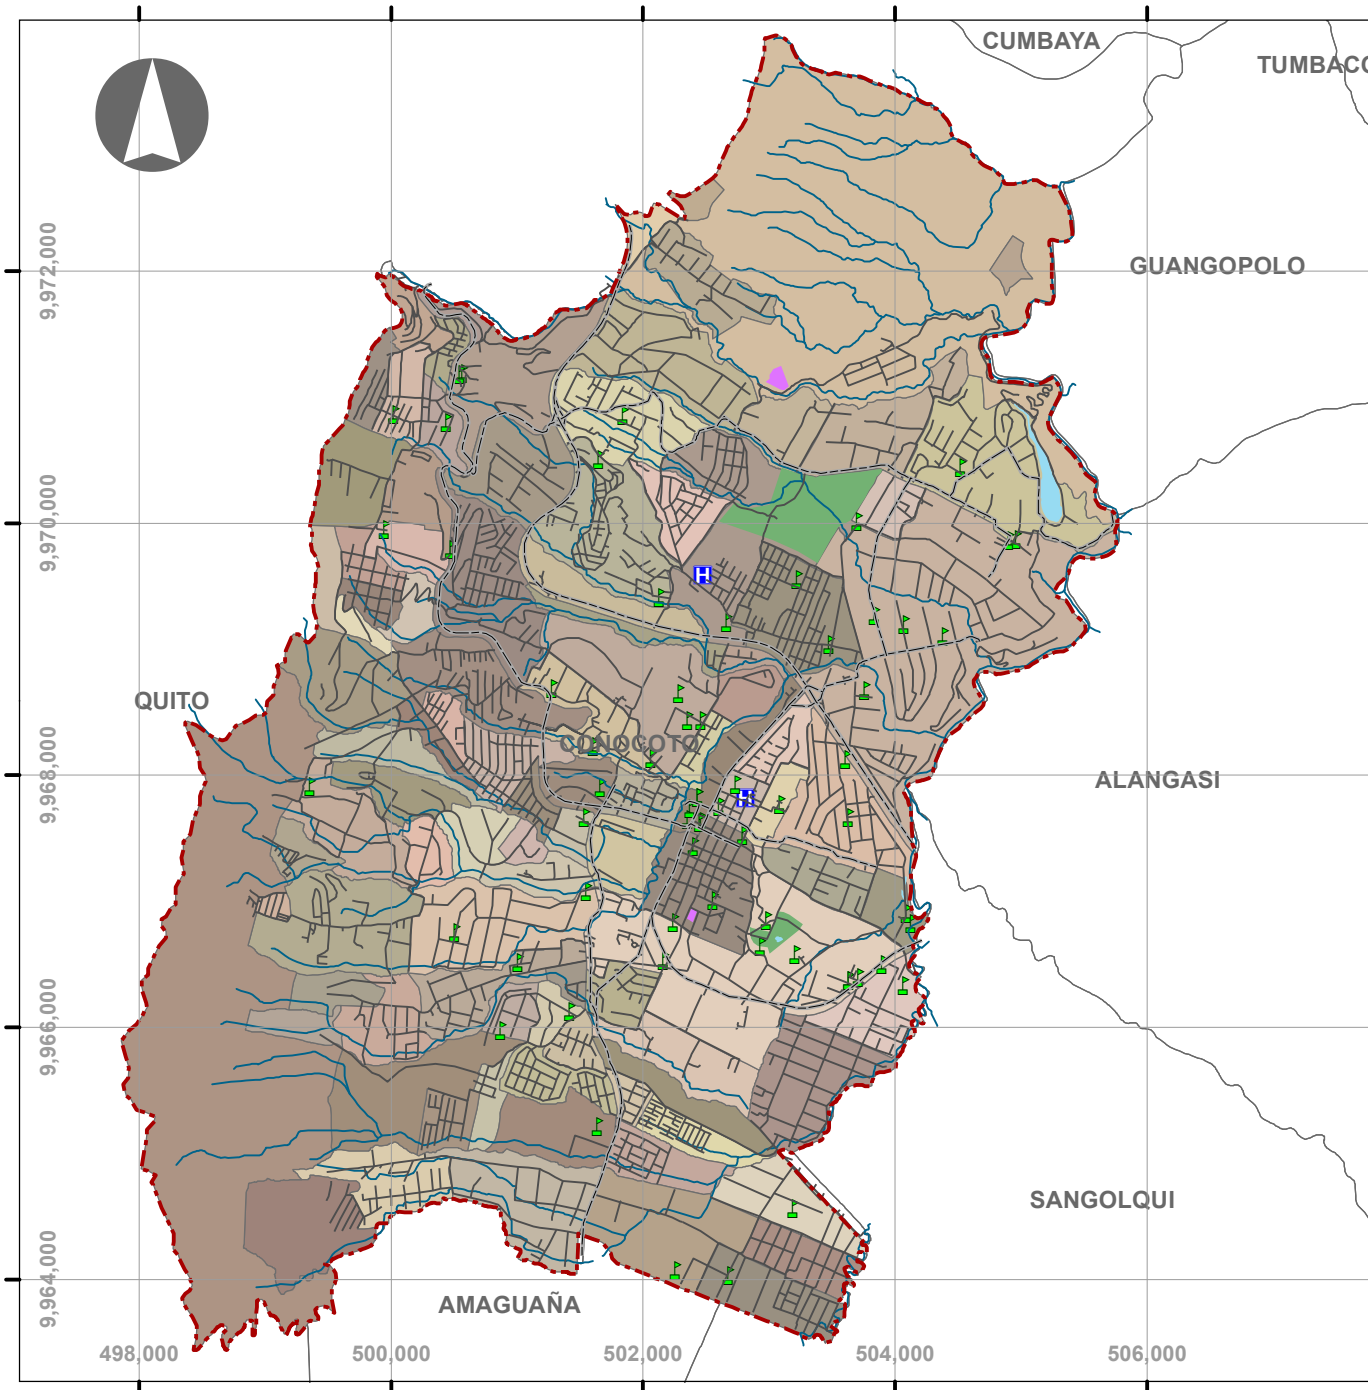 CUMBAYA
TUMBACO
9,972,000
GUANGOPOLO
9,970,000
H
QUITO
CONOCOTO
9,968,000
ALANGASI
H
9,966,000
SANGOLQUI
9,964,000
AMAGUAÑA
498,000
500,000
502,000
504,000
506,000